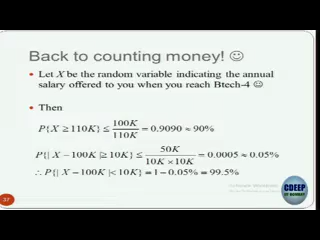 Back to counting money! ☺
• Let X be the random variable indicating the annual
salary offered to you when you reach Btech-4 ☺
• Then
P{X ≥ 110K} ≤ 100K/110K = 0.9090 ≈ 90%
P{| X − 100K |≥ 10K} ≤ 50K/(10K × 10K) = 0.0005 ≈ 0.05%
∴ P{| X − 100K |< 10K} = 1 − 0.05% = 99.5%
37
CDEEP
IIT BOMBAY